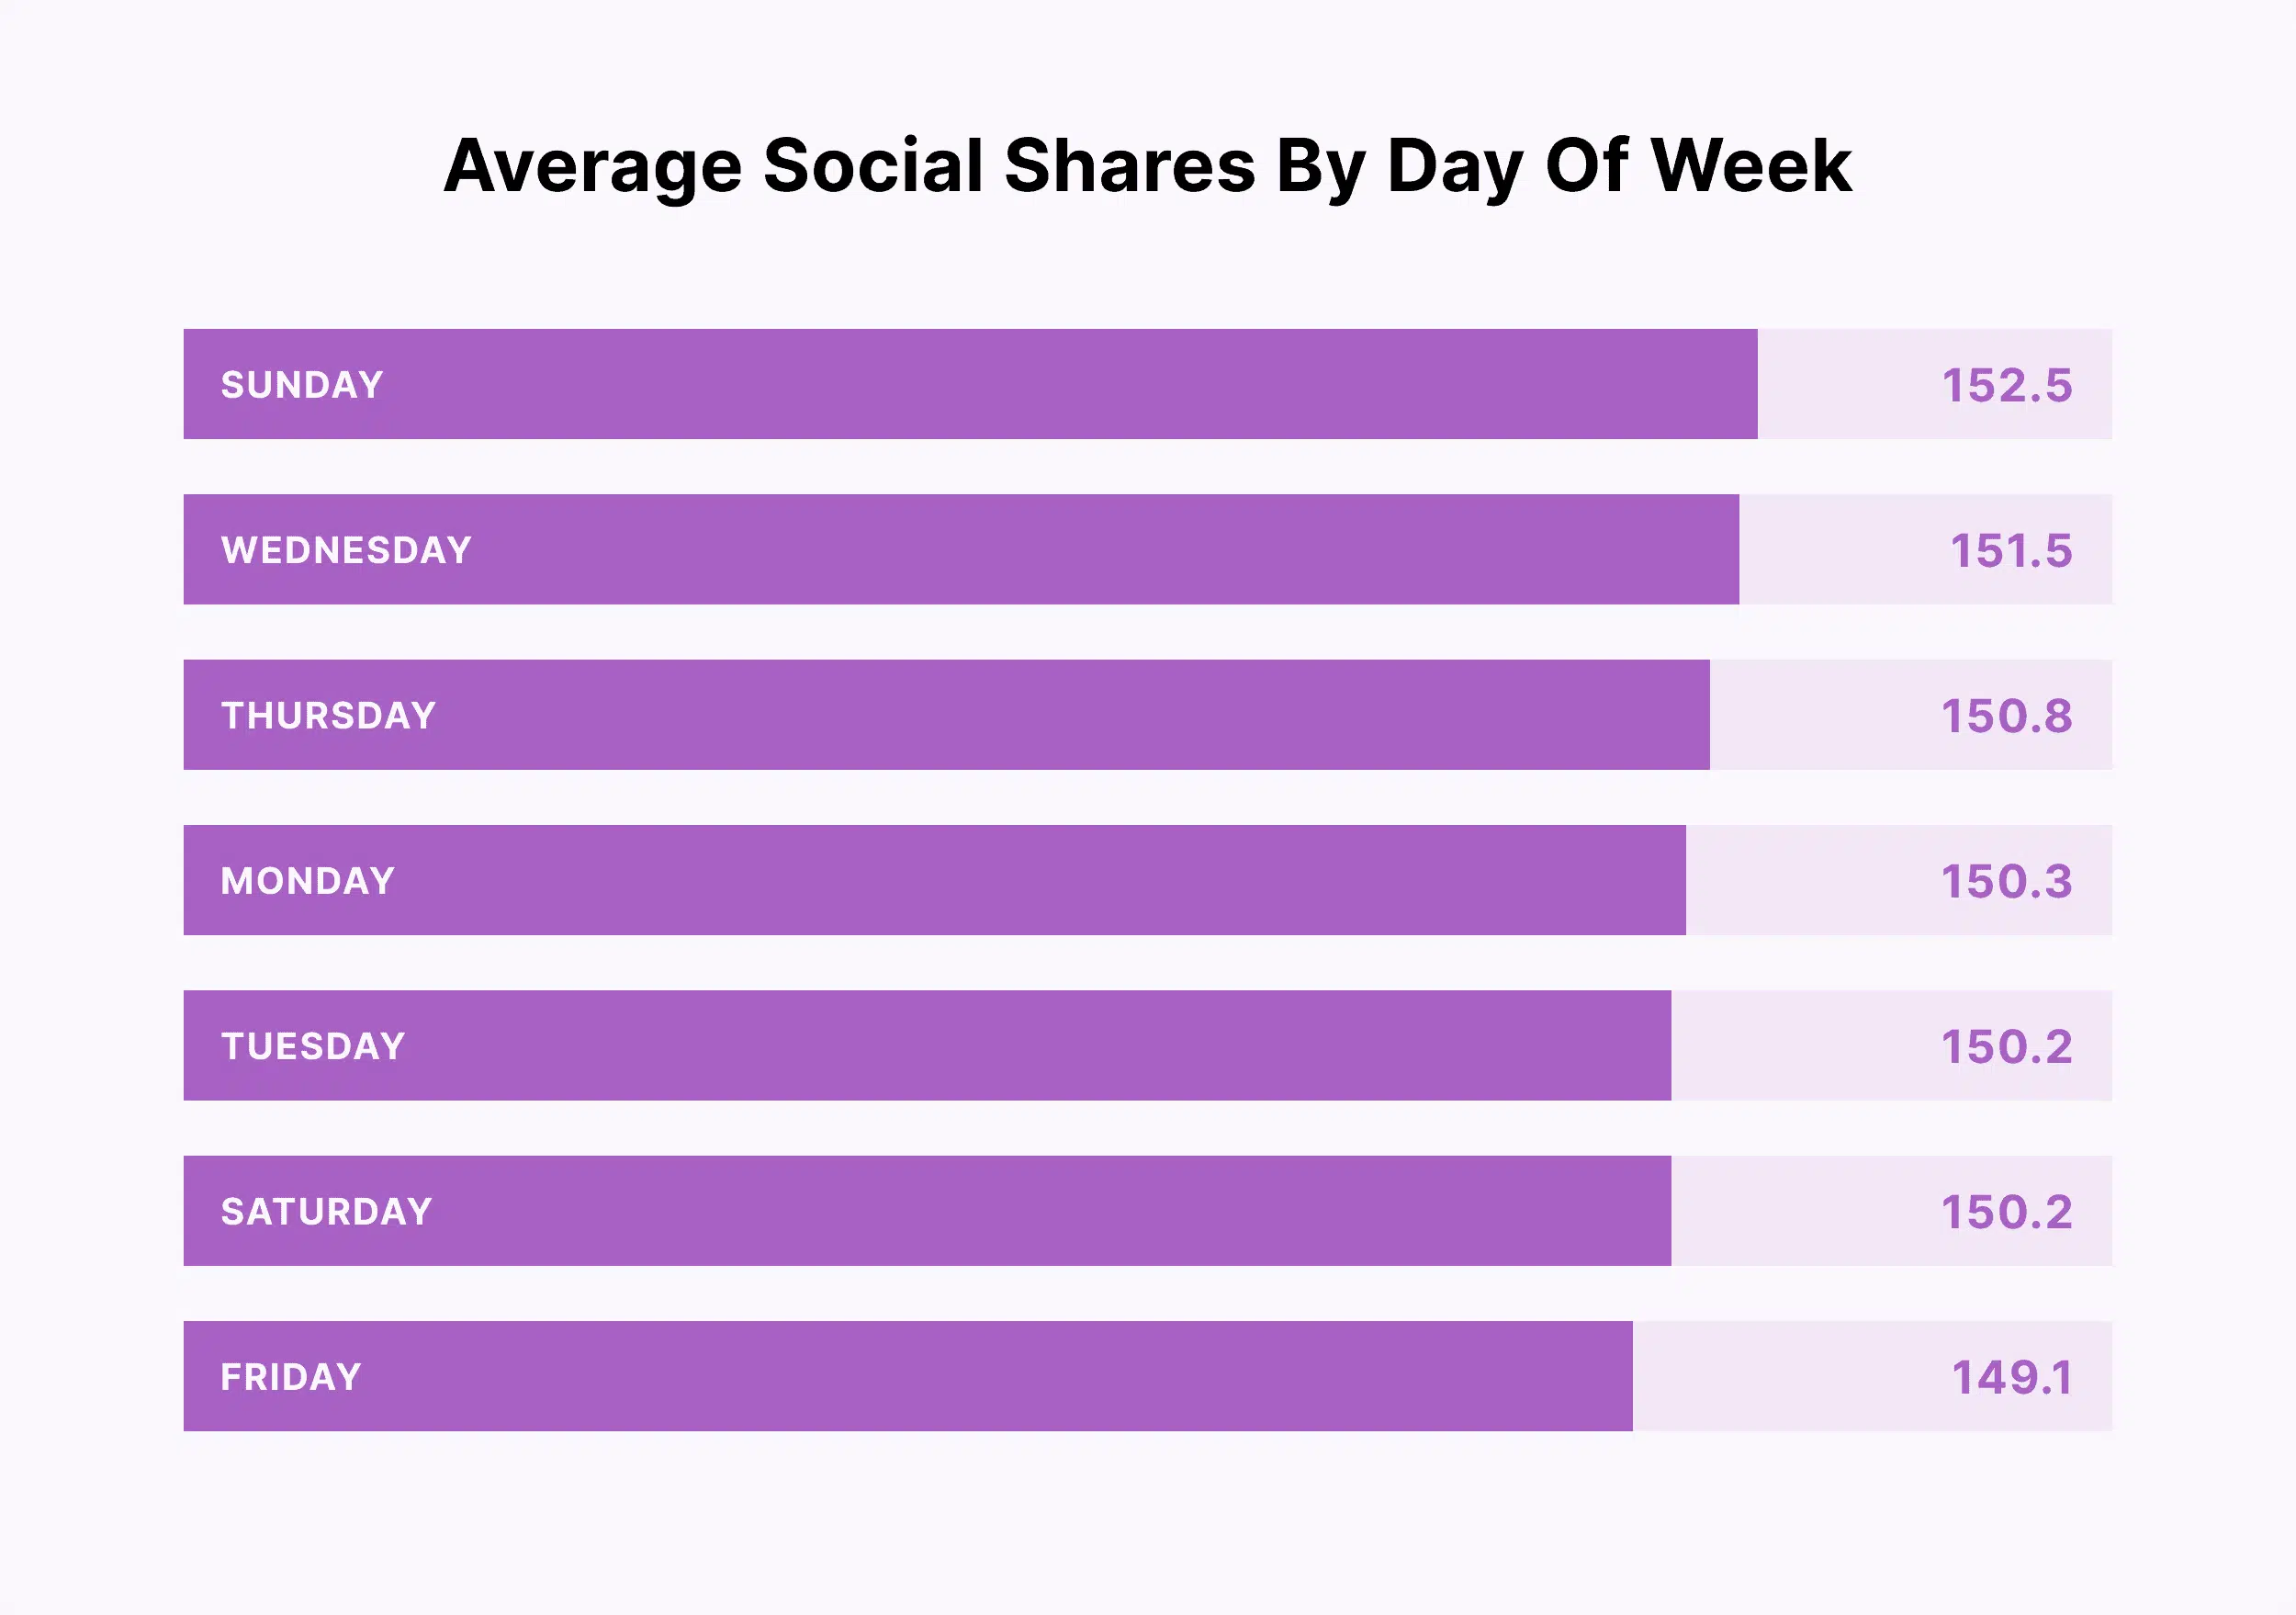 Average Social Shares By Day Of Week
SUNDAY 152.5
WEDNESDAY 151.5
THURSDAY 150.8
MONDAY 150.3
TUESDAY 150.2
SATURDAY 150.2
FRIDAY 149.1